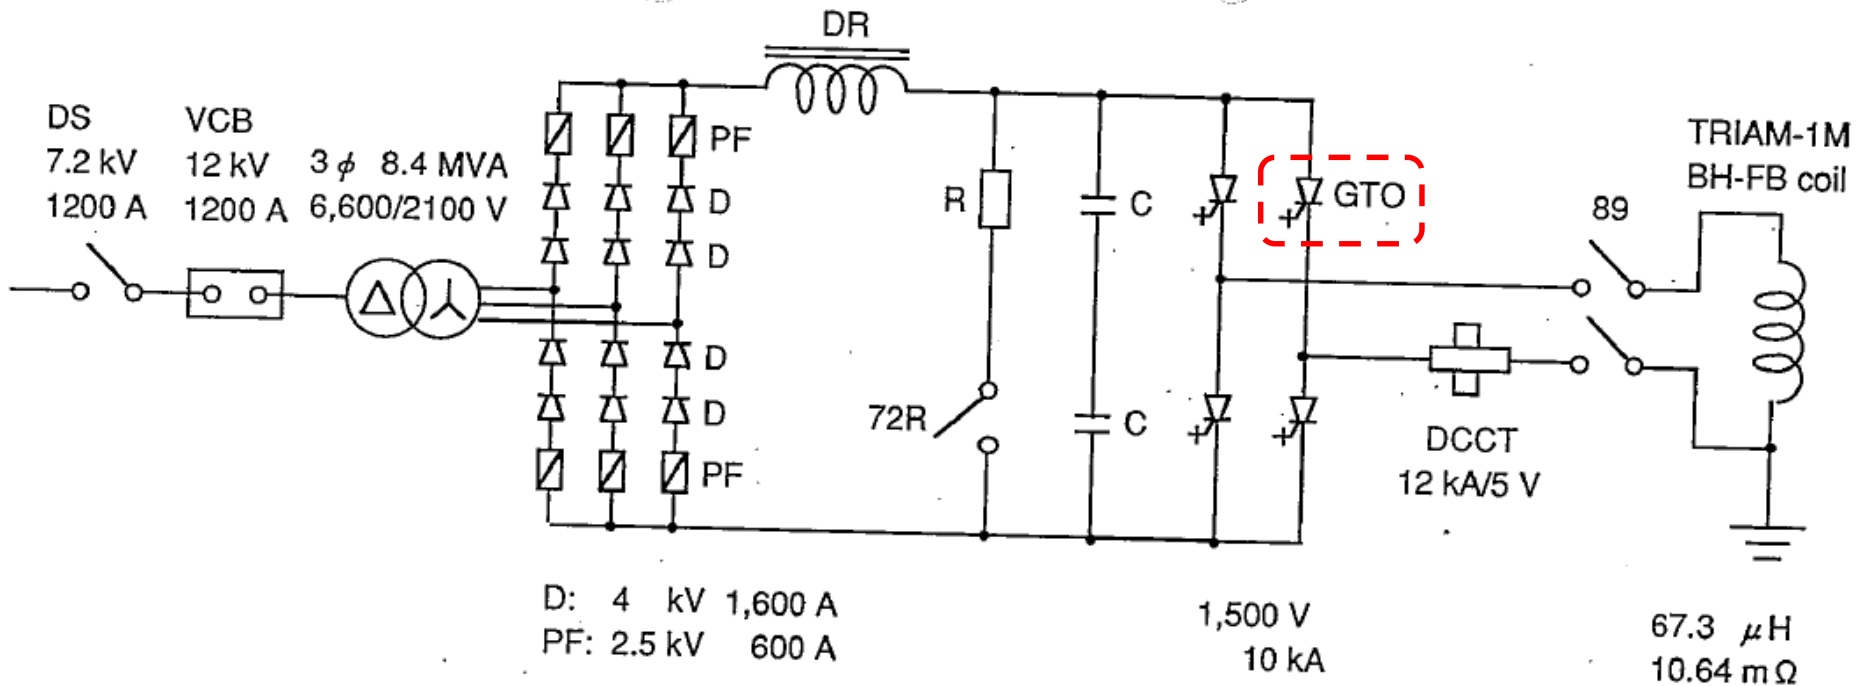 DR
DS
7.2 kV
1200 A
VCB
12 kV
1200 A
3 ϕ 8.4 MVA
6,600/2100 V
PF
D
D
D
D
PF
R
72R
C
C
GTO
89
TRIAM-1M
BH-FB coil
DCCT
12 kA/5 V
D: 4 kV 1,600 A
PF: 2.5 kV 600 A
1,500 V
10 kA
67.3 μH
10.64 mΩ